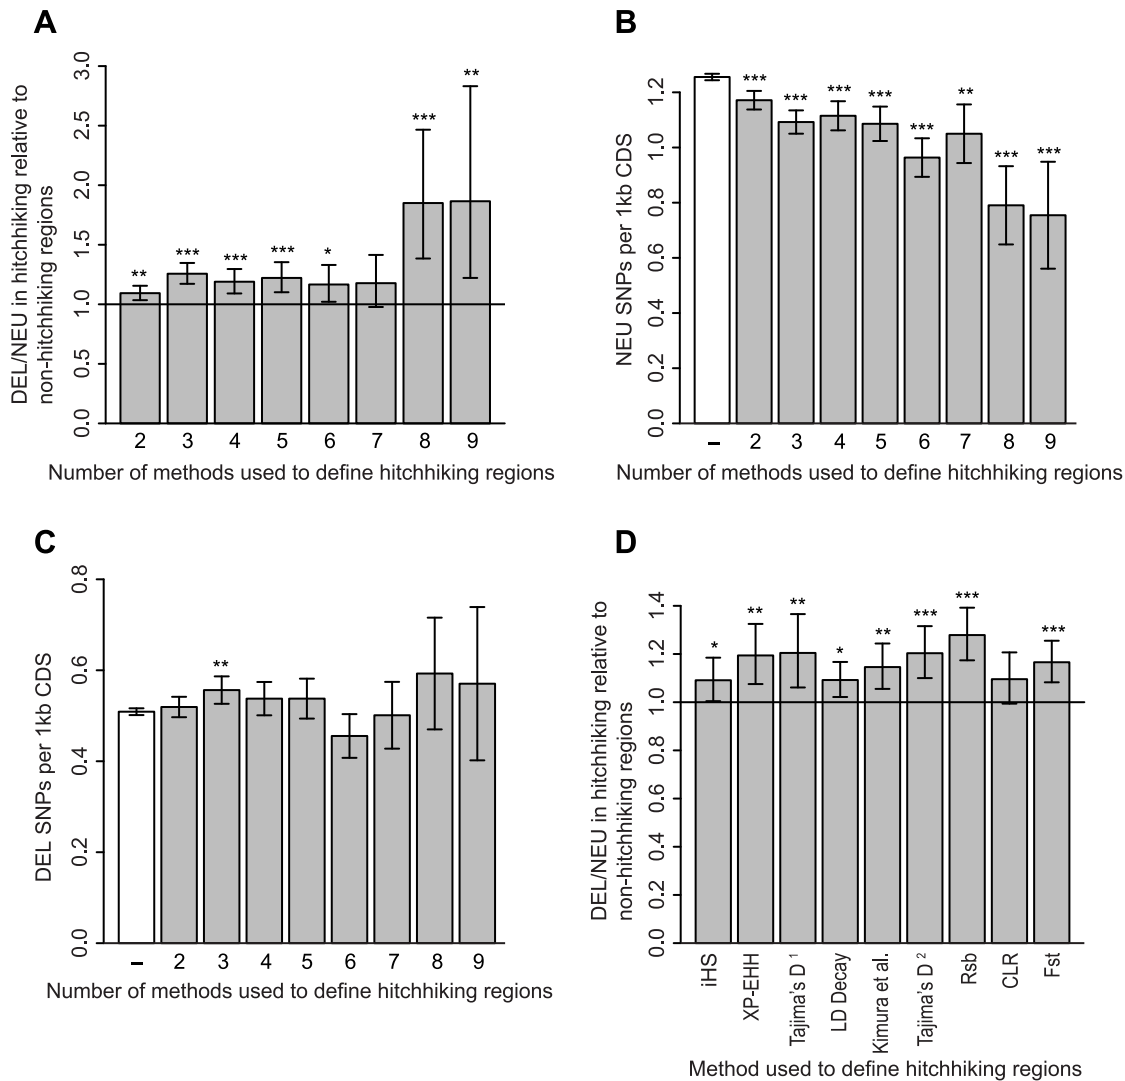 A
DEL/NEU in hitchhiking relative to
non-hitchhiking regions
3.0
2.5
2.0
1.5
1.0
0.5
0.0
** *** *** *** * *** **
2 3 4 5 6 7 8 9
Number of methods used to define hitchhiking regions
B
NEU SNPs per 1kb CDS
1.2
1.0
0.8
0.6
0.4
0.2
0.0
*** *** *** *** *** ** *** ***
– 2 3 4 5 6 7 8 9
Number of methods used to define hitchhiking regions
C
DEL SNPs per 1kb CDS
0.8
0.6
0.4
0.2
0.0
**
– 2 3 4 5 6 7 8 9
Number of methods used to define hitchhiking regions
D
DEL/NEU in hitchhiking relative to
non-hitchhiking regions
1.4
1.2
1.0
0.8
0.6
0.4
0.2
0.0
* ** ** * ** *** *** ***
iHS
XP-EHH
Tajima's D 1
LD Decay
Kimura et al.
Tajima's D 2
Rsb
CLR
Fst
Method used to define hitchhiking regions